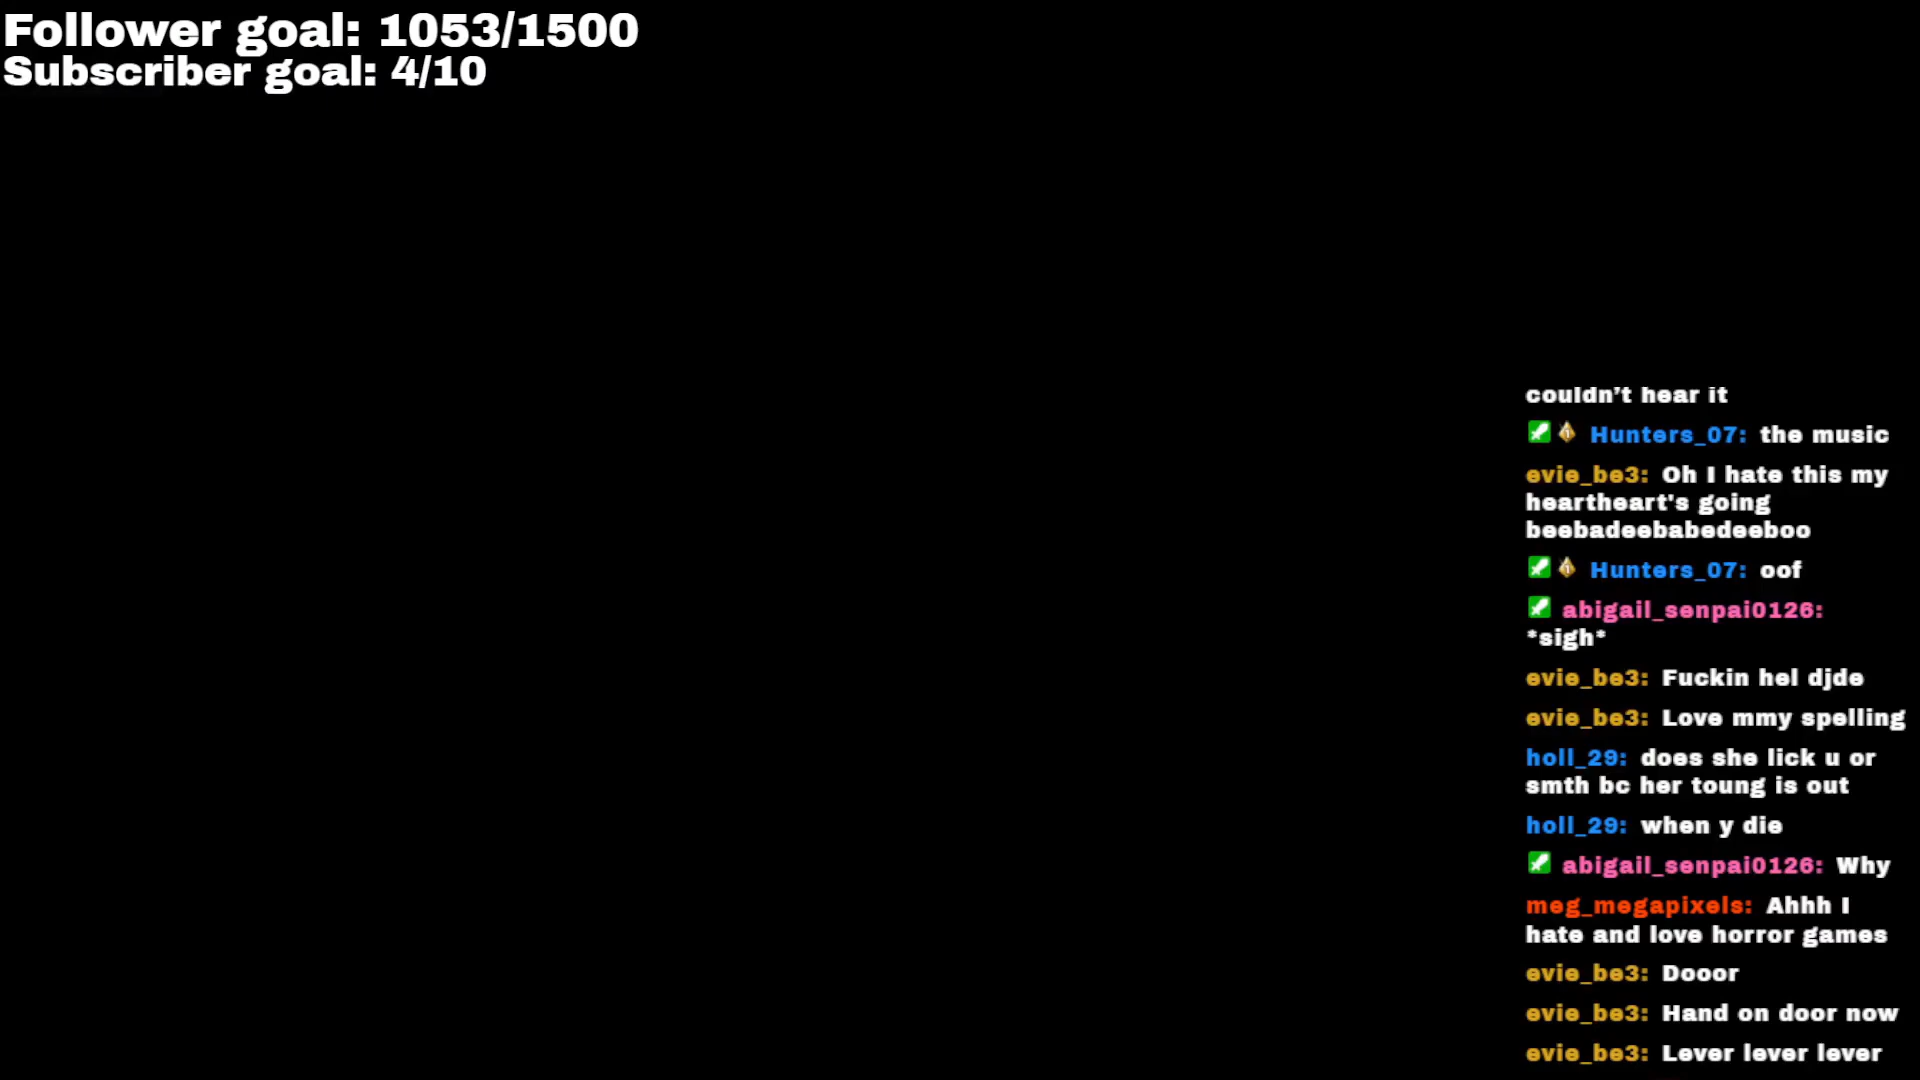 Follower goal: 1053/1500
Subscriber goal: 4/10
couldn't hear it
Hunters_07: the music
evie_be3: Oh I hate this my
heartheart's going
beebadeebabedeeboo
Hunters_07: oof
abigail_senpai0126:
*sigh*
evie_be3: Fuckin hel djde
evie_be3: Love mmy spelling
holl_29: does she lick u or
smth bc her toung is out
holl_29: when y die
abigail_senpai0126: Why
meg_megapixels: Ahhh I
hate and love horror games
evie_be3: Dooor
evie_be3: Hand on door now
evie_be3: Lever lever lever